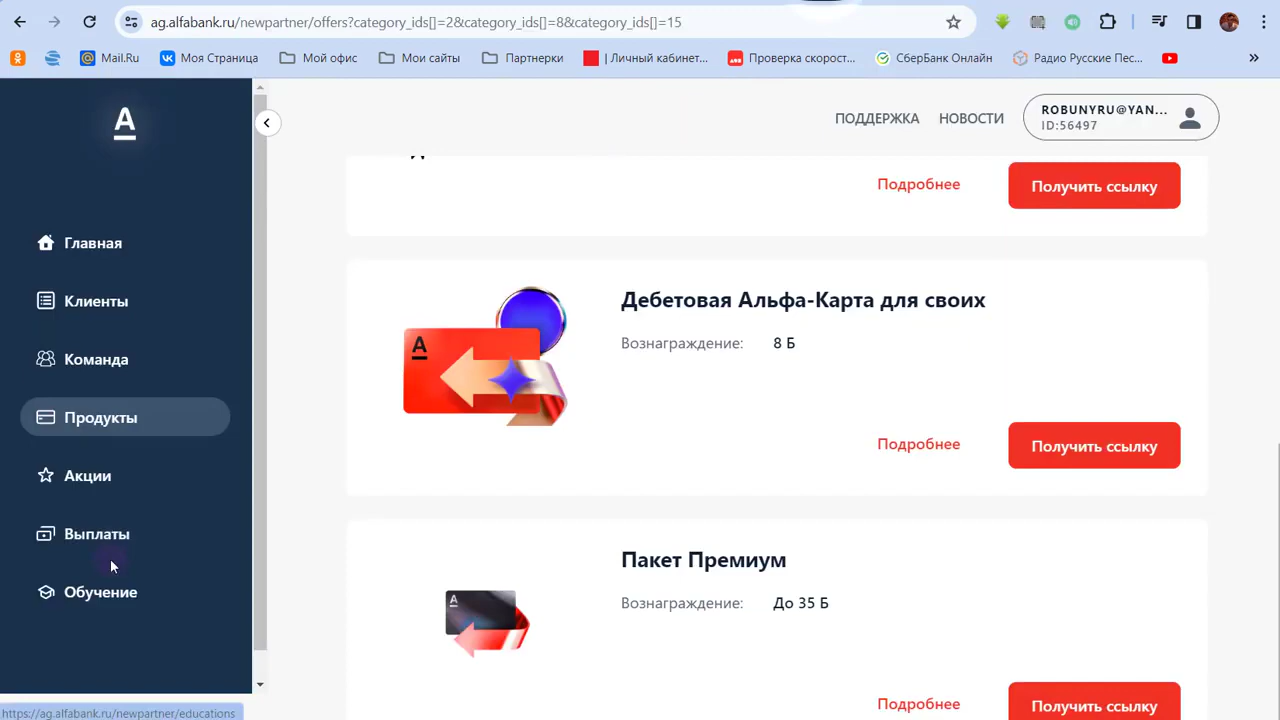 ag.alfabank.ru/newpartner/offers?category_ids[]=2&category_ids[]=8&category_ids[]=15
Mail.Ru
Моя Страница
Мой офис
Мои сайты
Партнерки
| Личный кабинет...
Проверка скорост...
СберБанк Онлайн
Радио Русские Пес...
»
A
ПОДДЕРЖКА
НОВОСТИ
ROBUNYRU@YAN...
ID:56497
Главная
Клиенты
Команда
Продукты
Акции
Выплаты
Обучение
Подробнее
Получить ссылку
Дебетовая Альфа-Карта для своих
Вознаграждение: 8 Б
A
Подробнее
Получить ссылку
Пакет Премиум
Вознаграждение: До 35 Б
A
Подробнее
Получить ссылку
https://ag.alfabank.ru/newpartner/educations